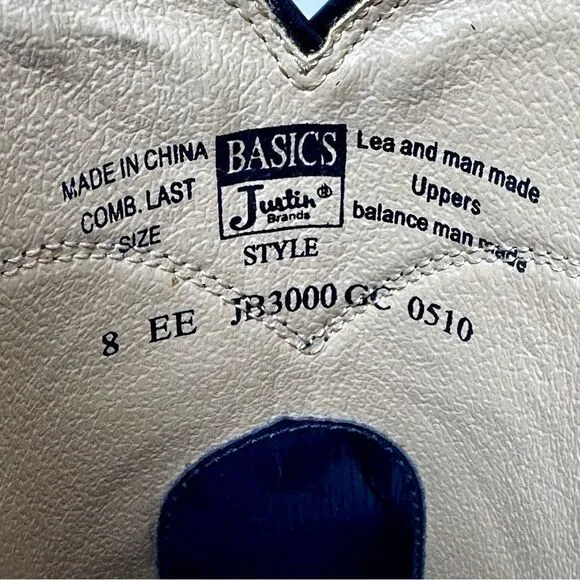 MADE IN CHINA
COMB. LAST
SIZE
BASICS
Justin®
Brands
STYLE
Lea and man made
Uppers
balance man made
8 EE JB3000 GC 0510